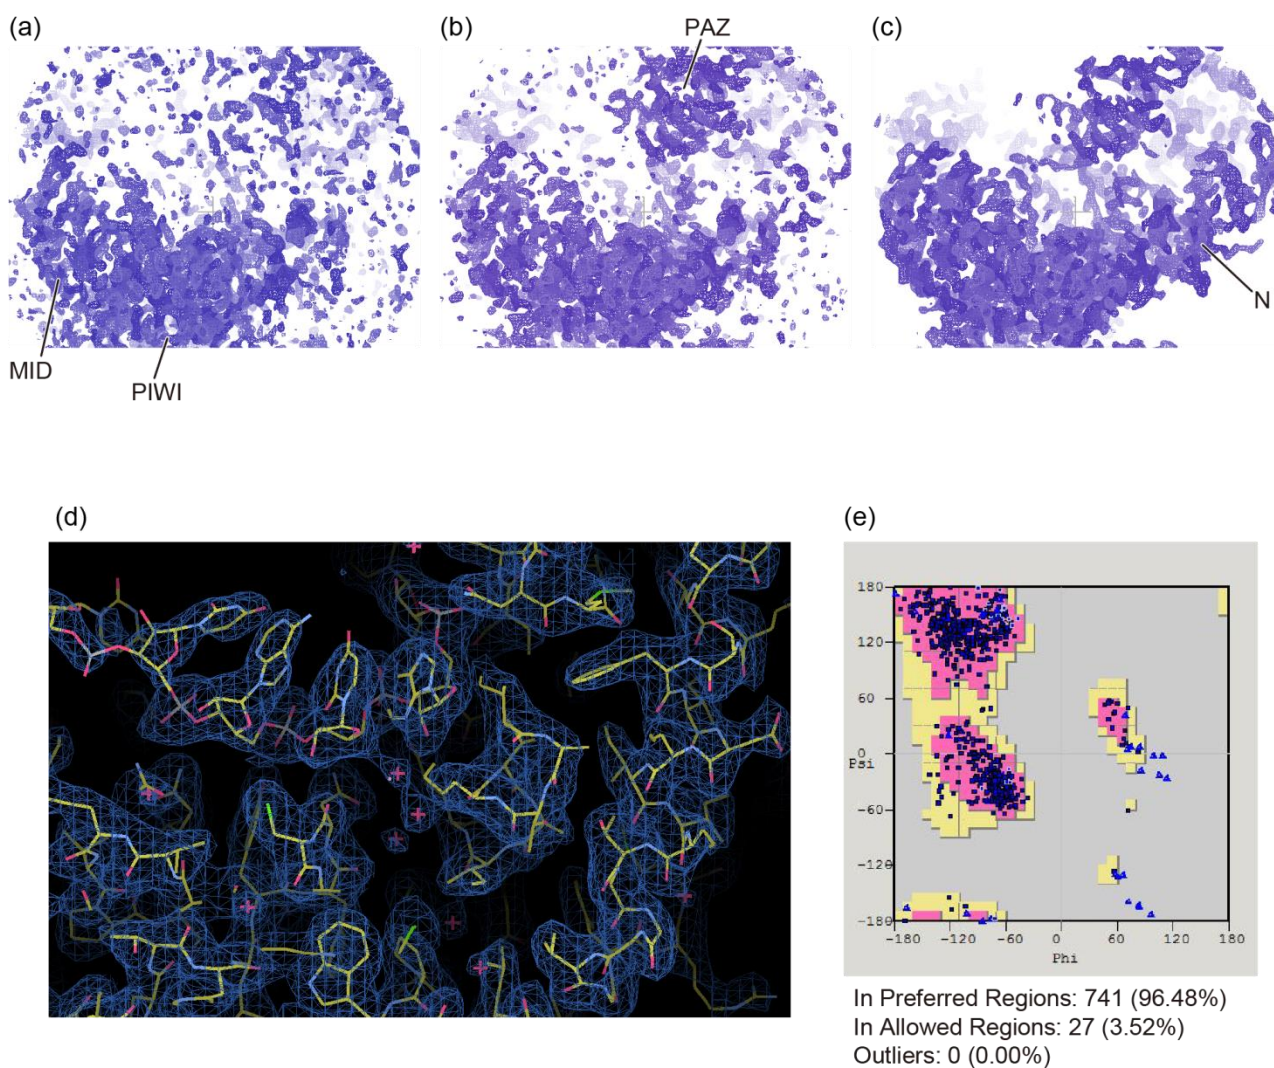 (a)
(b)
PAZ
(c)
N
MID
PIWI
(d)
(e)
180
120
60
0
Psi
-60
-120
-180
-180
-120
-60
0
60
120
180
Phi
In Preferred Regions: 741 (96.48%)
In Allowed Regions: 27 (3.52%)
Outliers: 0 (0.00%)